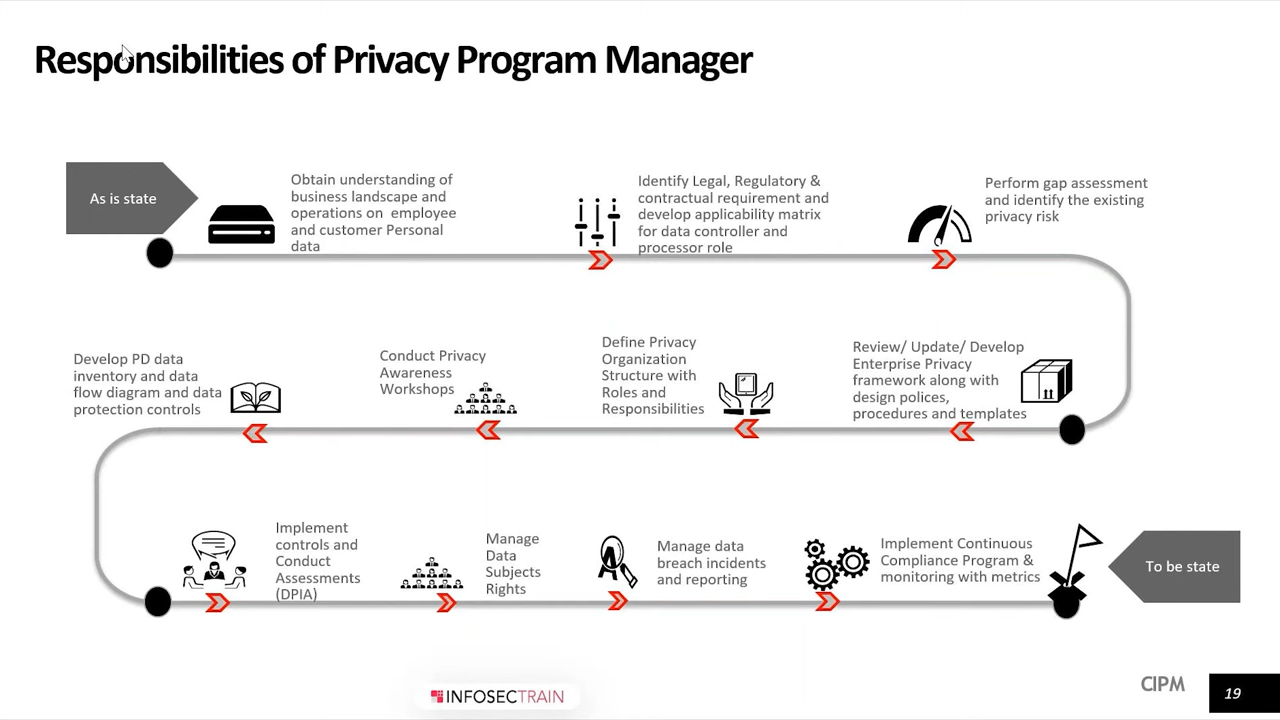 Responsibilities of Privacy Program Manager
As is state
Obtain understanding of
business landscape and
operations on employee
and customer Personal
data
Identify Legal, Regulatory &
contractual requirement and
develop applicability matrix
for data controller and
processor role
Perform gap assessment
and identify the existing
privacy risk
Review/ Update/ Develop
Enterprise Privacy
framework along with
design polices,
procedures and templates
Define Privacy
Organization
Structure with
Roles and
Responsibilities
Conduct Privacy
Awareness
Workshops
Develop PD data
inventory and data
flow diagram and data
protection controls
Implement
controls and
Conduct
Assessments
(DPIA)
Manage
Data
Subjects
Rights
Manage data
breach incidents
and reporting
Implement Continuous
Compliance Program &
monitoring with metrics
To be state
INFOSECTRAIN
CIPM
19